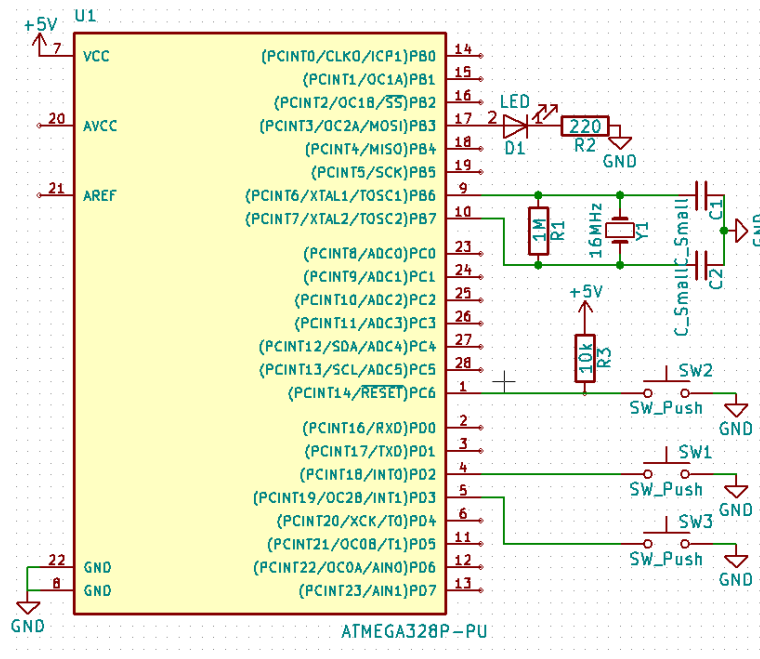 U1
+5V
7 VCC
20 AVCC
21 AREF
22 GND
8 GND
GND
(PCINT0/CLKO/ICP1)PB0 14
(PCINT1/OC1A)PB1 15
(PCINT2/OC1B/SS)PB2 16
(PCINT3/OC2A/MOSI)PB3 17
(PCINT4/MISO)PB4 18
(PCINT5/SCK)PB5 19
(PCINT6/XTAL1/TOSC1)PB6 9
(PCINT7/XTAL2/TOSC2)PB7 10
(PCINT8/ADC0)PC0 23
(PCINT9/ADC1)PC1 24
(PCINT10/ADC2)PC2 25
(PCINT11/ADC3)PC3 26
(PCINT12/SDA/ADC4)PC4 27
(PCINT13/SCL/ADC5)PC5 28
(PCINT14/RESET)PC6 1
(PCINT16/RXD)PD0 2
(PCINT17/TXD)PD1 3
(PCINT18/INT0)PD2 4
(PCINT19/OC2B/INT1)PD3 5
(PCINT20/XCK/T0)PD4 6
(PCINT21/OC0B/T1)PD5 11
(PCINT22/OC0A/AIN0)PD6 12
(PCINT23/AIN1)PD7 13
ATMEGA328P-PU
LED
2 1
D1
220
R2
GND
1M
R1
16MHz
Y1
C_Small
C1
C_Small
C2
GND
+5V
10k
R3
SW2
SW_Push
GND
SW1
SW_Push
GND
SW3
SW_Push
GND